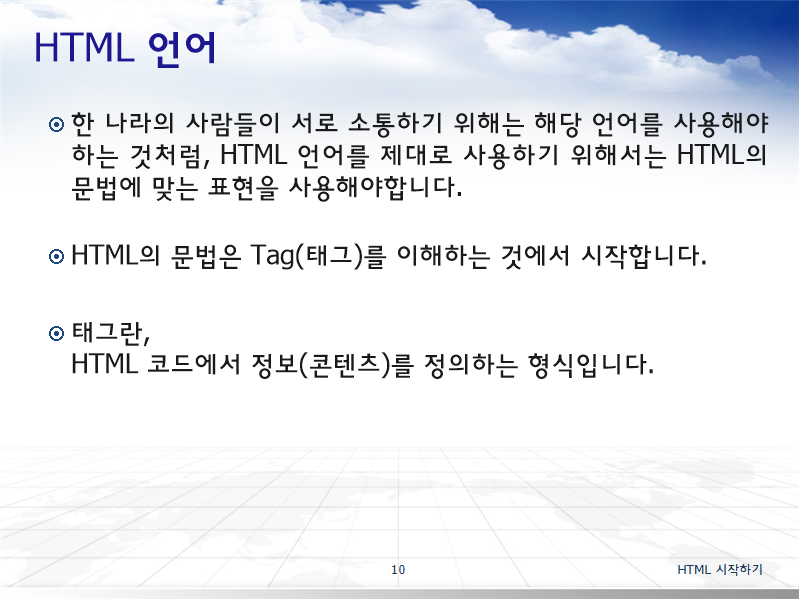 HTML 언어
한 나라의 사람들이 서로 소통하기 위해는 해당 언어를 사용해야
하는 것처럼, HTML 언어를 제대로 사용하기 위해서는 HTML의
문법에 맞는 표현을 사용해야합니다.
HTML의 문법은 Tag(태그)를 이해하는 것에서 시작합니다.
태그란,
HTML 코드에서 정보(콘텐츠)를 정의하는 형식입니다.
10
HTML 시작하기